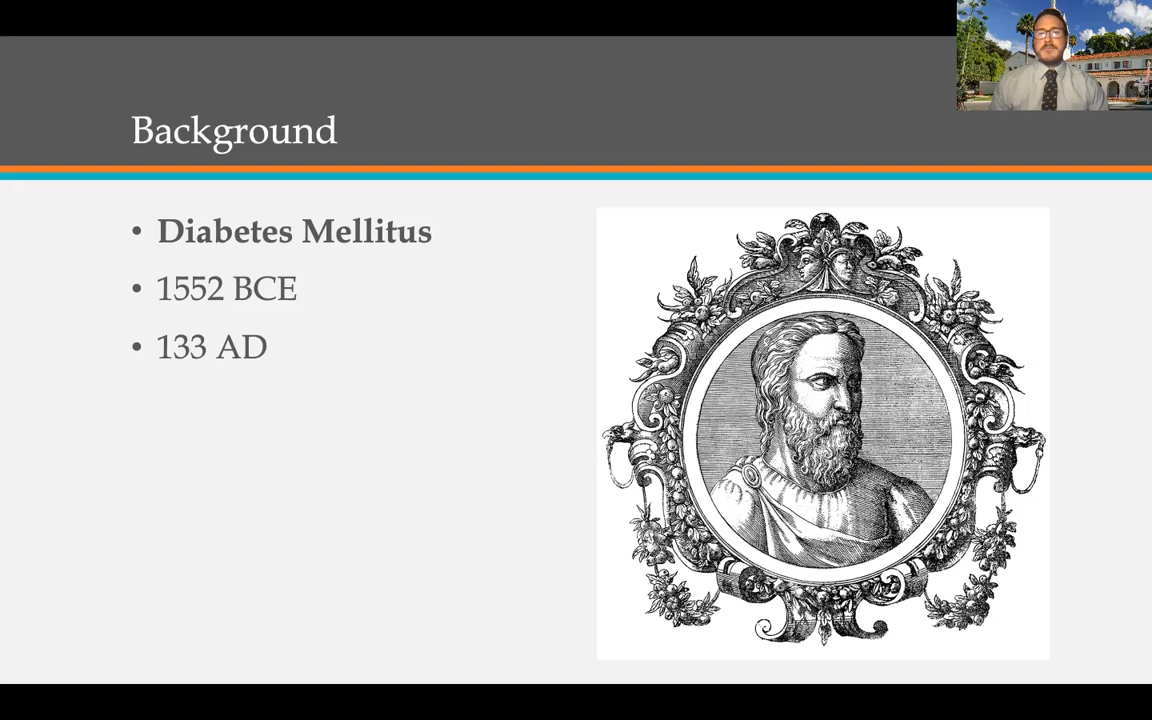 Background
• Diabetes Mellitus
• 1552 BCE
• 133 AD